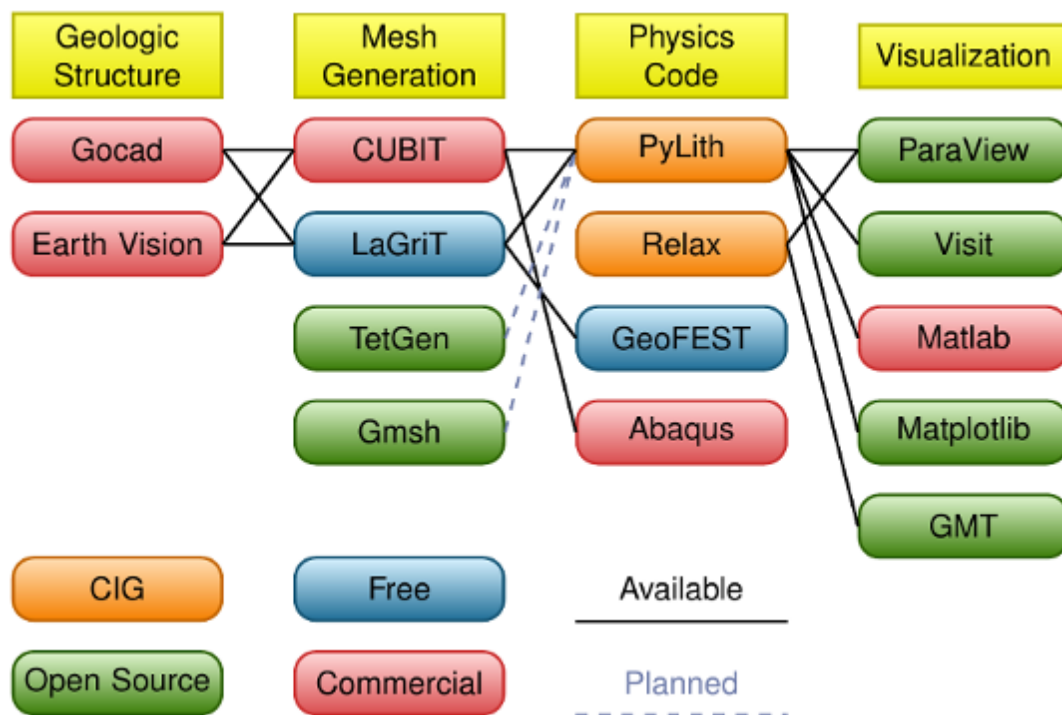 Geologic
Structure
Mesh
Generation
Physics
Code
Visualization
Gocad
CUBIT
PyLith
ParaView
Earth Vision
LaGriT
Relax
Visit
TetGen
GeoFEST
Matlab
Gmsh
Abaqus
Matplotlib
GMT
CIG
Free
Available
Open Source
Commercial
Planned